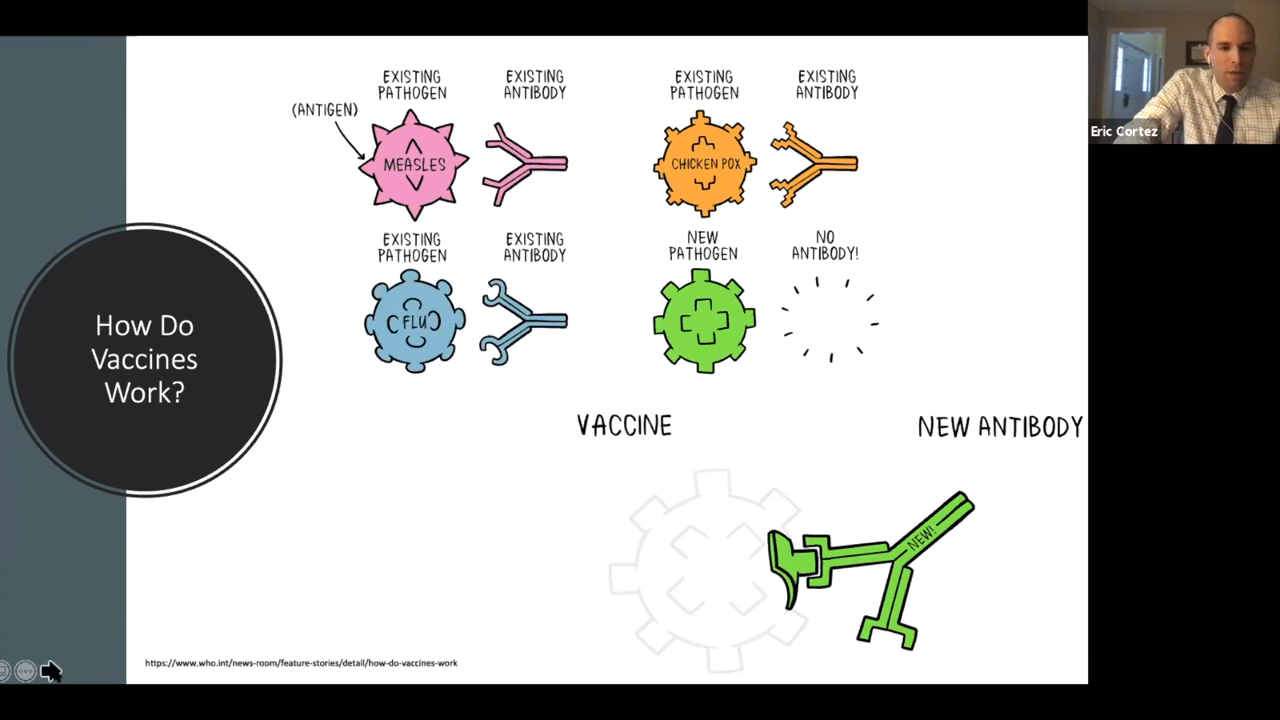 How Do
Vaccines
Work?
EXISTING
PATHOGEN
EXISTING
ANTIBODY
(ANTIGEN)
MEASLES
EXISTING
PATHOGEN
EXISTING
ANTIBODY
CHICKEN POX
EXISTING
PATHOGEN
EXISTING
ANTIBODY
FLU
NEW
PATHOGEN
NO
ANTIBODY!
VACCINE
NEW ANTIBODY
NEW!
https://www.who.int/news-room/feature-stories/detail/how-do-vaccines-work
Eric Cortez